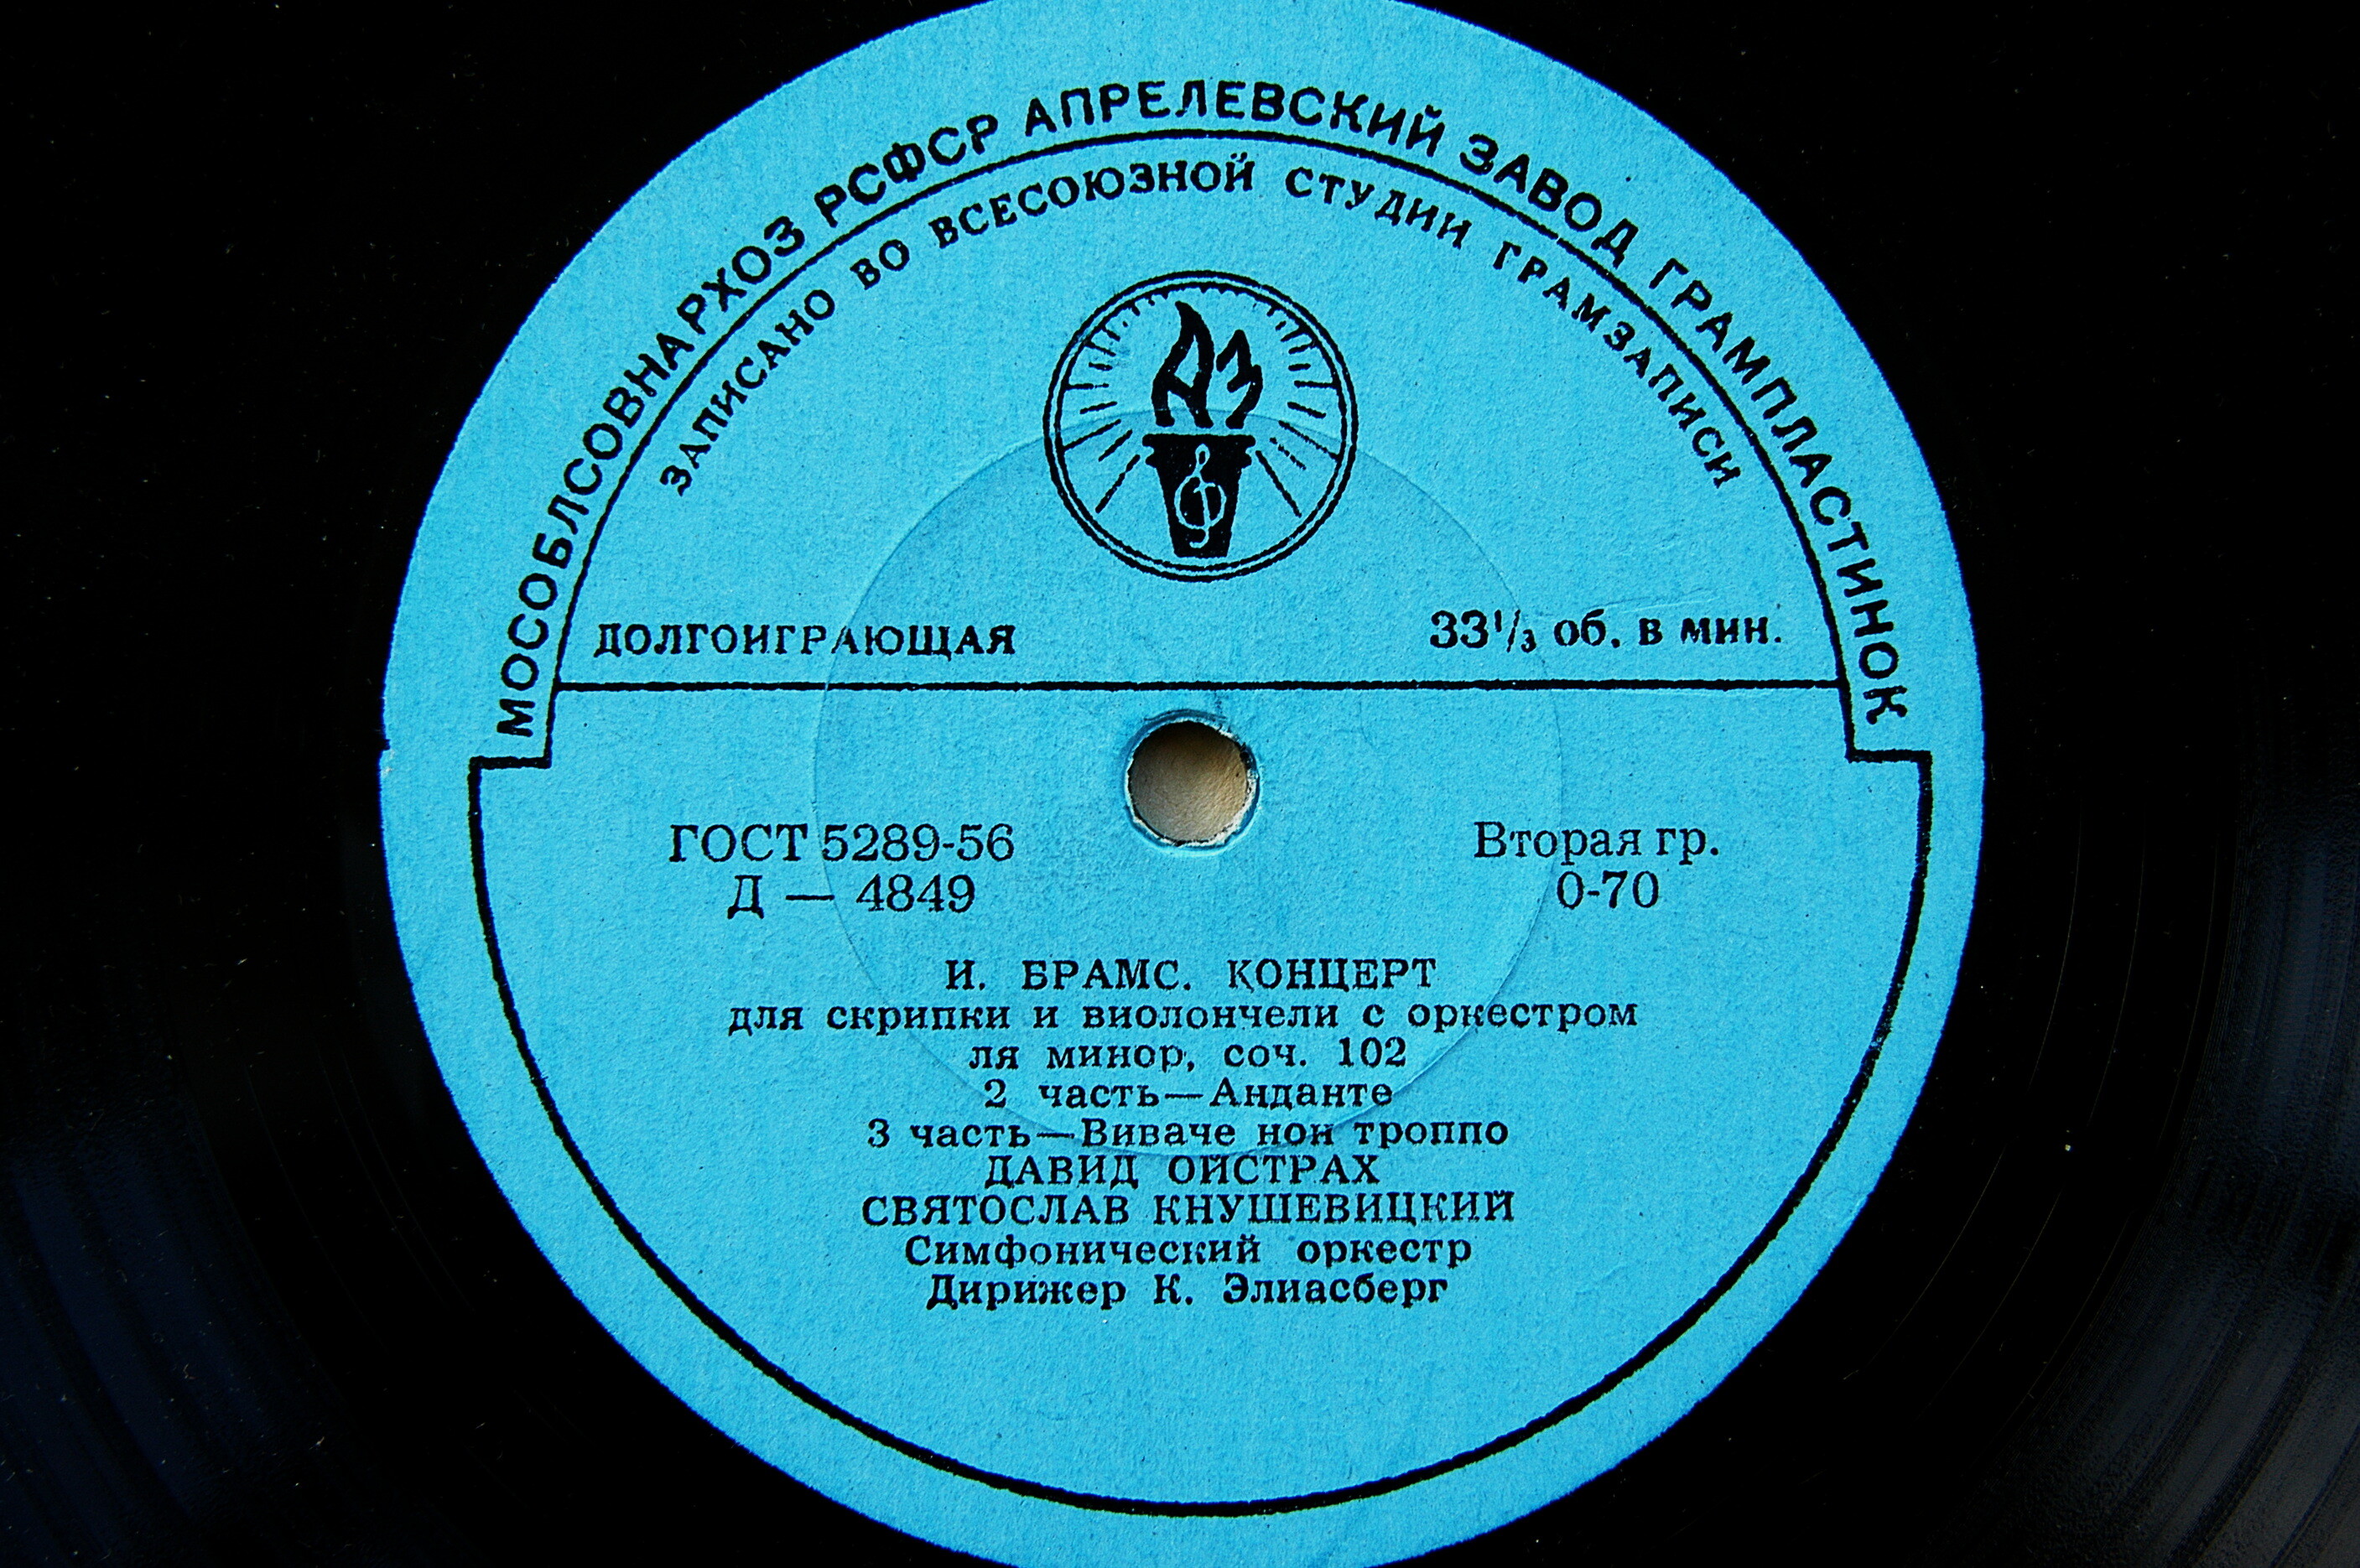 МОСОБЛСОВНАРХОЗ РСФСР АПРЕЛЕВСКИЙ ЗАВОД ГРАМПЛАСТИНОК
ЗАПИСАНО ВО ВСЕСОЮЗНОЙ СТУДИИ ГРАМЗАПИСИ
АЗ
ДОЛГОИГРАЮЩАЯ 33 1/3 об. в мин.
ГОСТ 5289-56 Вторая гр.
Д — 4849 0-70
И. БРАМС. КОНЦЕРТ
для скрипки и виолончели с оркестром
ля минор, соч. 102
2 часть—Анданте
3 часть—Виваче нон троппо
ДАВИД ОЙСТРАХ
СВЯТОСЛАВ КНУШЕВИЦКИЙ
Симфонический оркестр
Дирижер К. Элиасберг